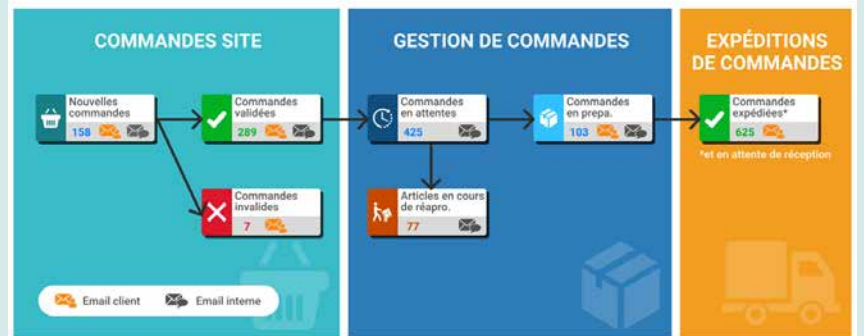 COMMANDES SITE
GESTION DE COMMANDES
EXPÉDITIONS
DE COMMANDES
Nouvelles
commandes
158
Commandes
validées
289
Commandes
en attentes
425
Commandes
en prepa.
103
Commandes
expédiées*
625
*et en attente de réception
Commandes
invalides
7
Articles en cours
de réapro.
77
Email client
Email interne